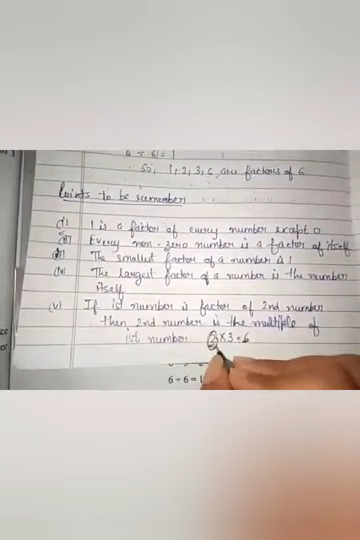 6 ÷ 6 = 1
So, 1, 2, 3, 6, are factors of 6
Points to be remember
(i) 1 is a factor of every number except 0
(ii) Every non-zero number is a factor of itself
(iii) The smallest factor of a number is 1
(iv) The largest factor of a number is the number
itself
(v) If 1st number is factor of 2nd number
then 2nd number is the multiple of
1st number 2×3=6
6 + 6 = 1